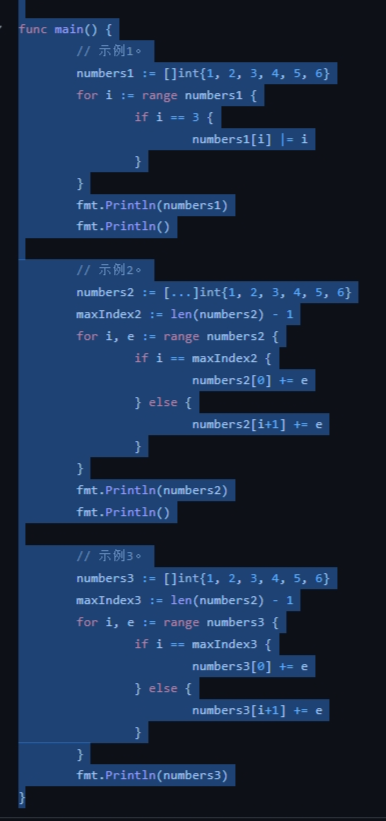 func main() {
// 示例1。
numbers1 := []int{1, 2, 3, 4, 5, 6}
for i := range numbers1 {
if i == 3 {
numbers1[i] |= i
}
}
fmt.Println(numbers1)
fmt.Println()
// 示例2。
numbers2 := [...]int{1, 2, 3, 4, 5, 6}
maxIndex2 := len(numbers2) - 1
for i, e := range numbers2 {
if i == maxIndex2 {
numbers2[0] += e
} else {
numbers2[i+1] += e
}
}
fmt.Println(numbers2)
fmt.Println()
// 示例3。
numbers3 := []int{1, 2, 3, 4, 5, 6}
maxIndex3 := len(numbers2) - 1
for i, e := range numbers3 {
if i == maxIndex3 {
numbers3[0] += e
} else {
numbers3[i+1] += e
}
}
fmt.Println(numbers3)
}